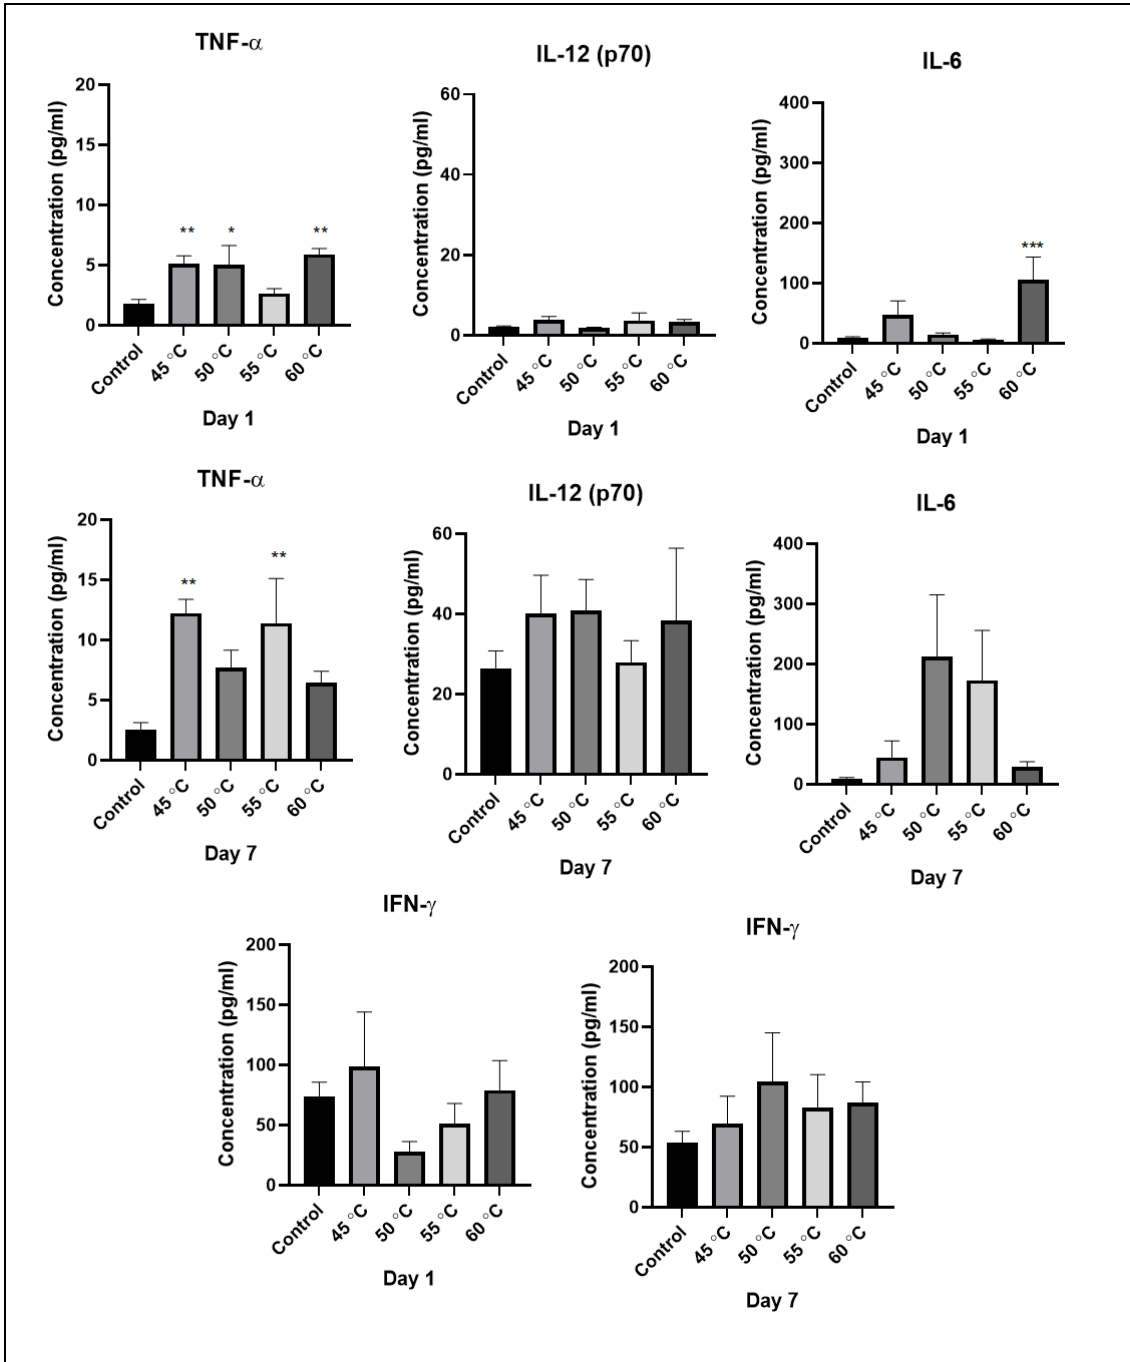 TNF-α
Concentration (pg/ml)
20
15
10
5
0
**
*
**
Control
45 °C
50 °C
55 °C
60 °C
Day 1
IL-12 (p70)
Concentration (pg/ml)
60
40
20
0
Control
45 °C
50 °C
55 °C
60 °C
Day 1
IL-6
Concentration (pg/ml)
400
300
200
100
0
***
Control
45 °C
50 °C
55 °C
60 °C
Day 1
TNF-α
Concentration (pg/ml)
20
15
10
5
0
**
**
Control
45 °C
50 °C
55 °C
60 °C
Day 7
IL-12 (p70)
Concentration (pg/ml)
60
40
20
0
Control
45 °C
50 °C
55 °C
60 °C
Day 7
IL-6
Concentration (pg/ml)
400
300
200
100
0
Control
45 °C
50 °C
55 °C
60 °C
Day 7
IFN-γ
Concentration (pg/ml)
200
150
100
50
0
Control
45 °C
50 °C
55 °C
60 °C
Day 1
IFN-γ
Concentration (pg/ml)
200
150
100
50
0
Control
45 °C
50 °C
55 °C
60 °C
Day 7